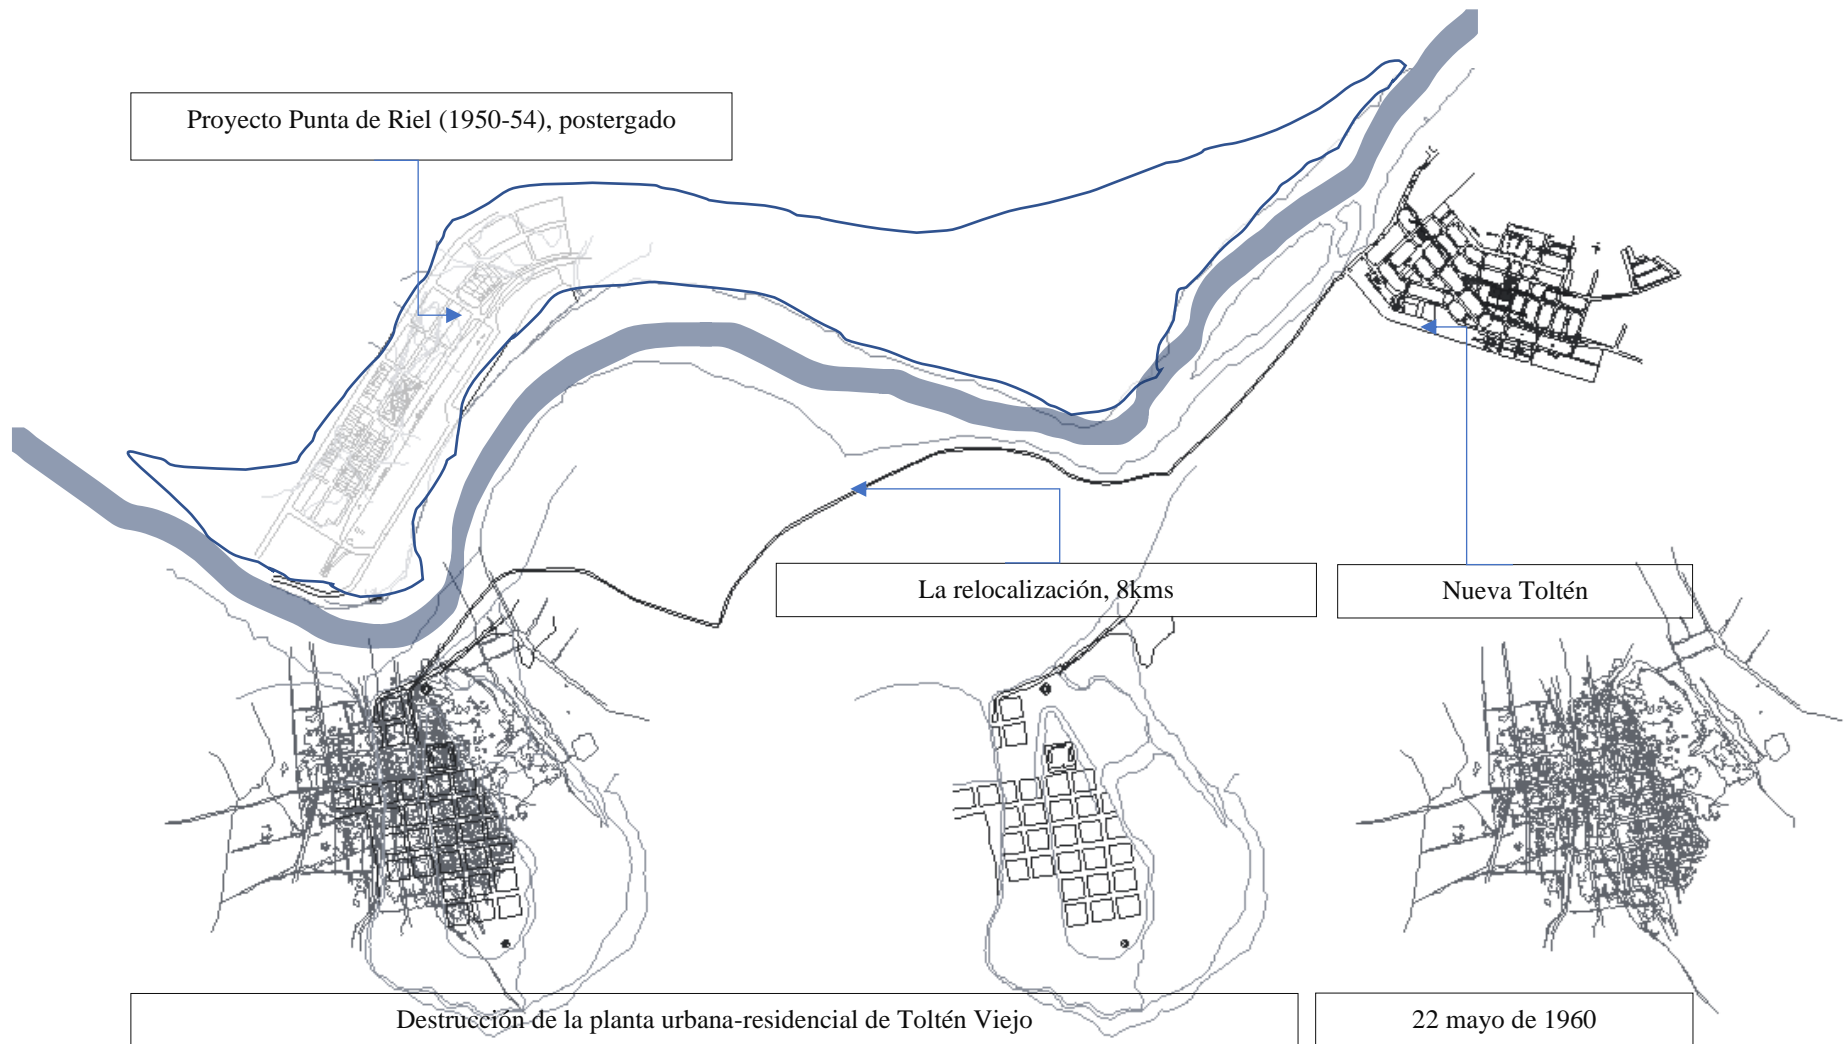 Proyecto Punta de Riel (1950-54), postergado
La relocalización, 8kms
Nueva Toltén
Destrucción de la planta urbana-residencial de Toltén Viejo
22 mayo de 1960